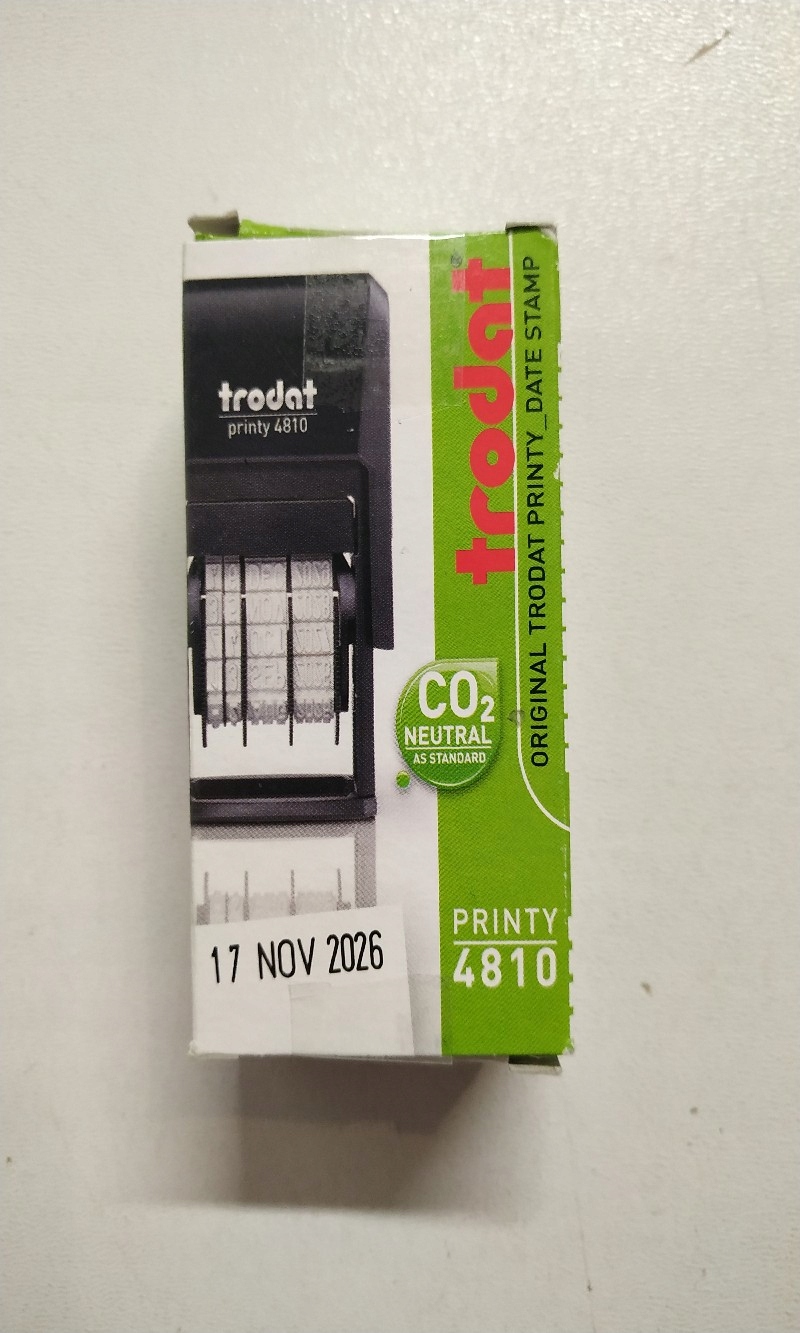 trodat
printy 4810
trodat®
ORIGINAL TRODAT PRINTY_DATE STAMP
CO₂
NEUTRAL
AS STANDARD
17 NOV 2026
PRINTY
4810